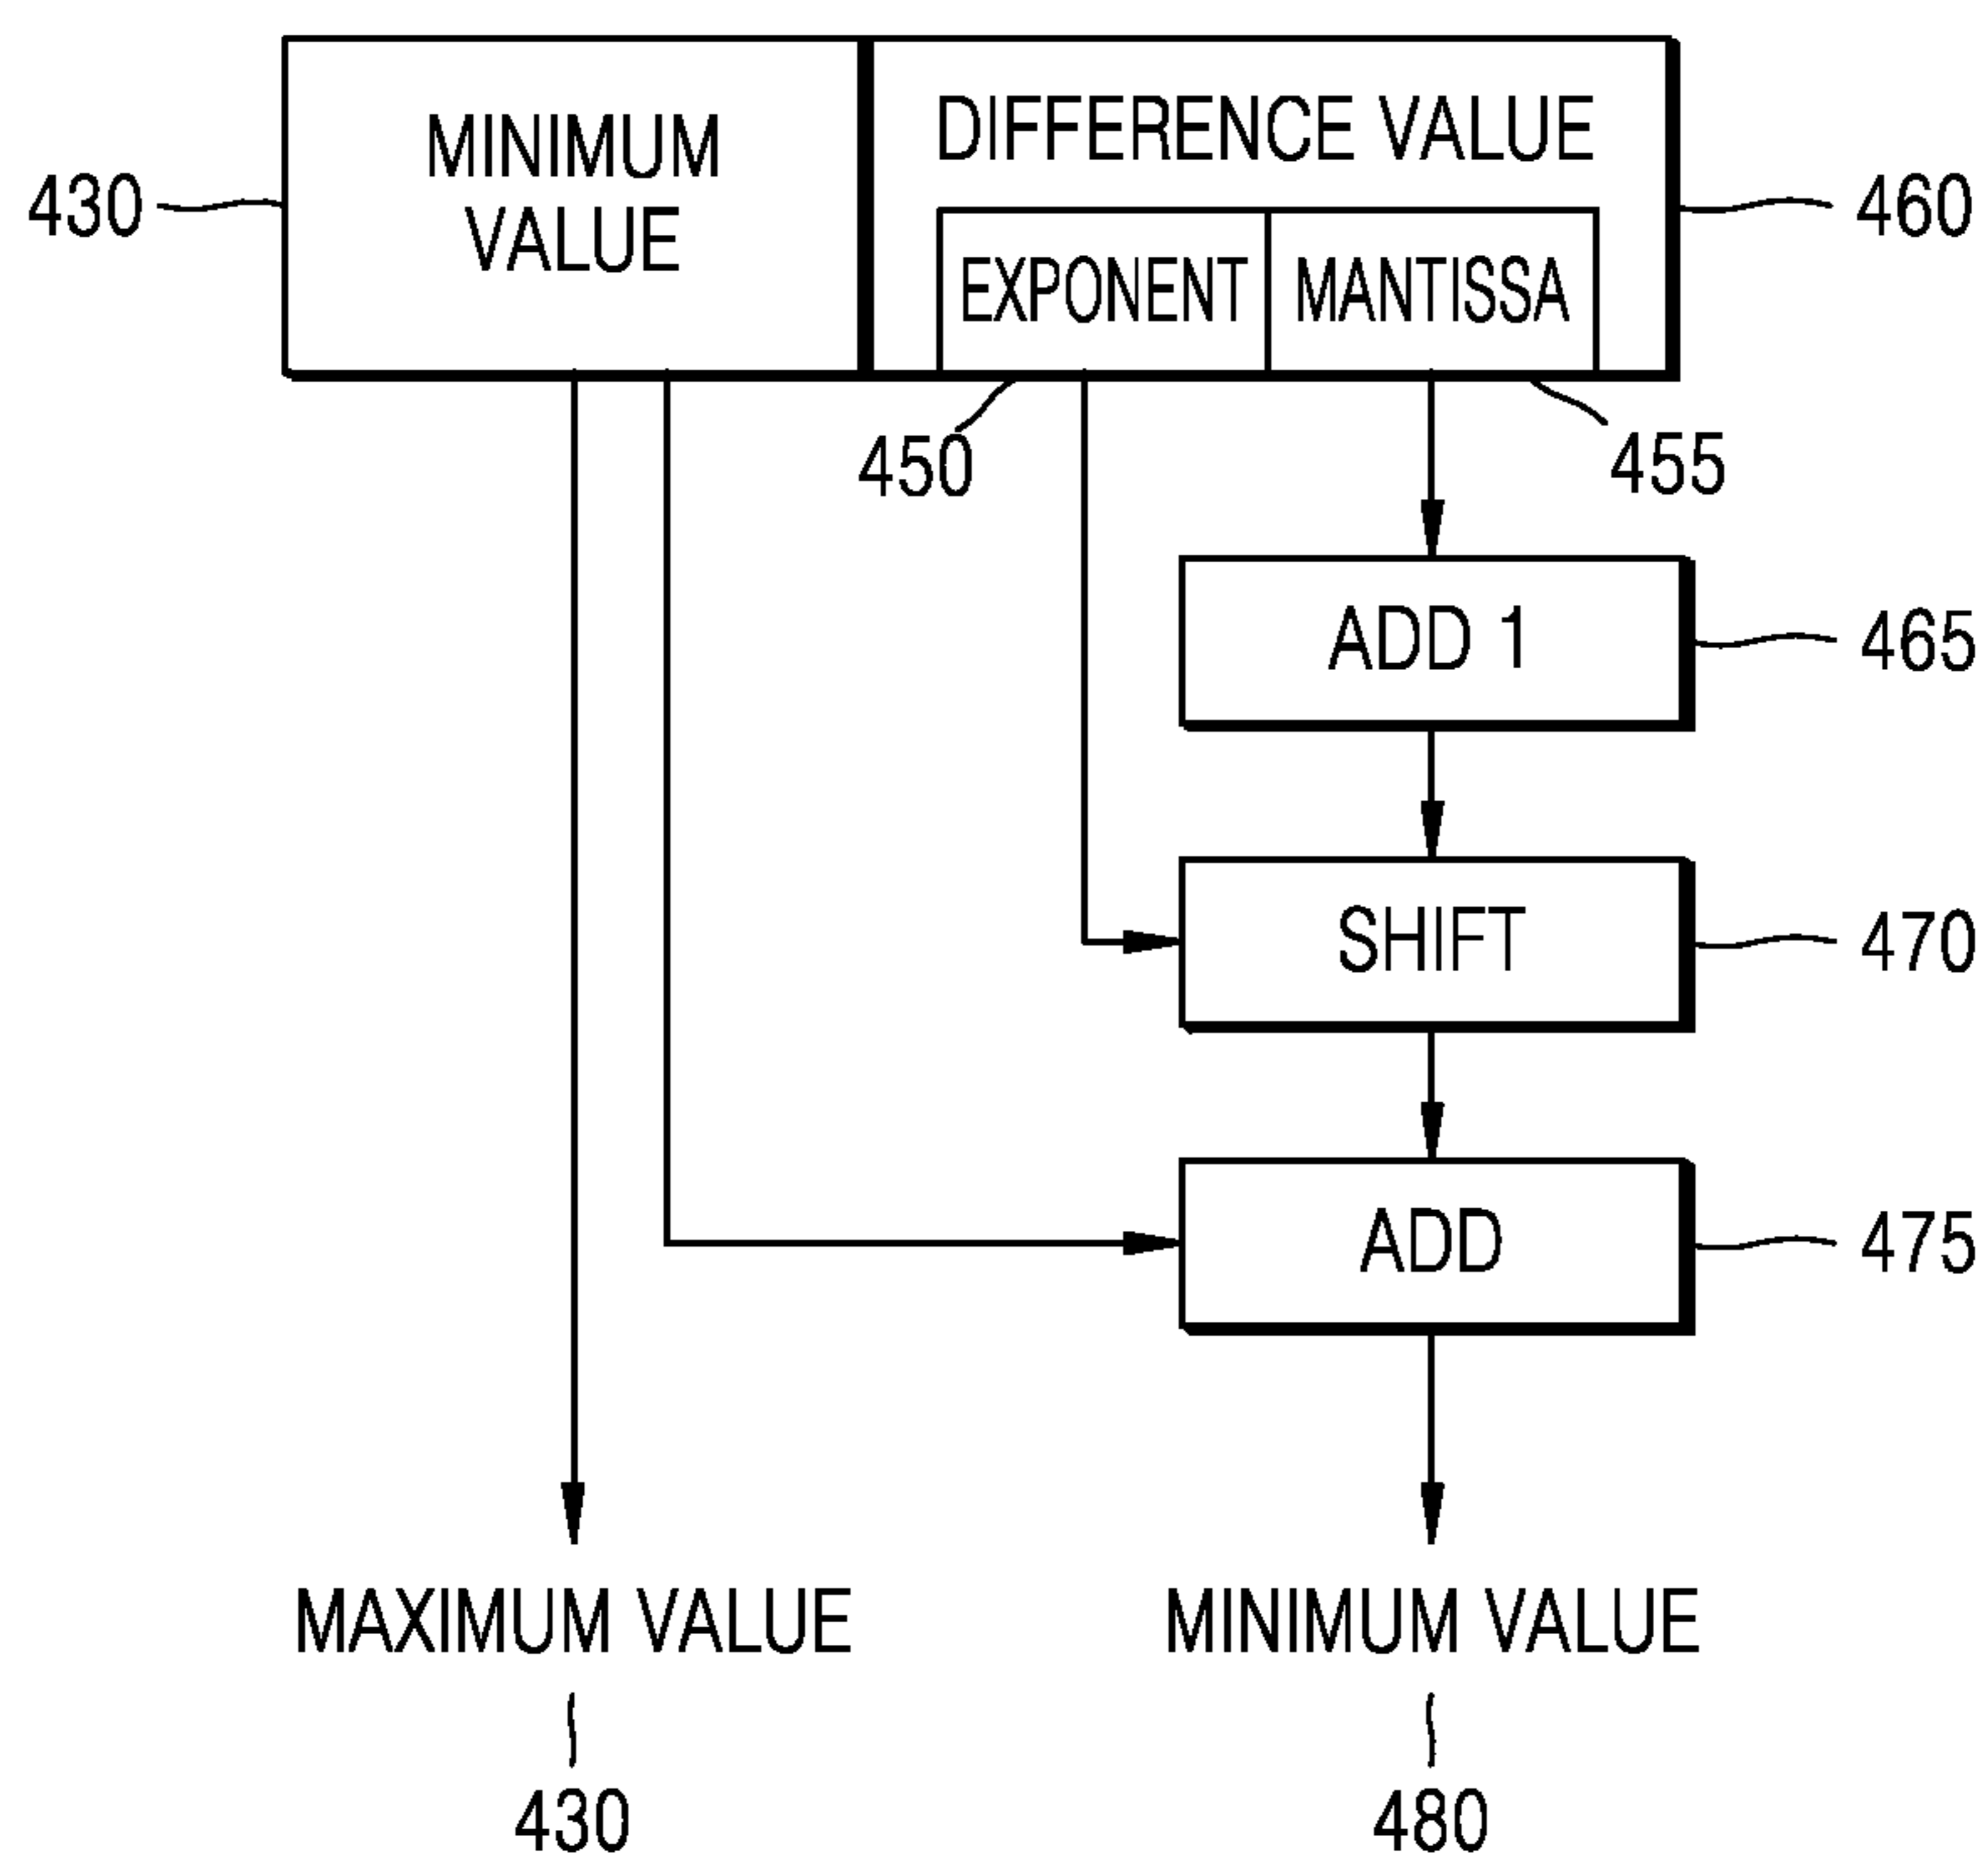 MINIMUM
VALUE
DIFFERENCE VALUE
EXPONENT
MANTISSA
430
460
450
455
ADD 1
465
SHIFT
470
ADD
475
MAXIMUM VALUE
MINIMUM VALUE
430
480